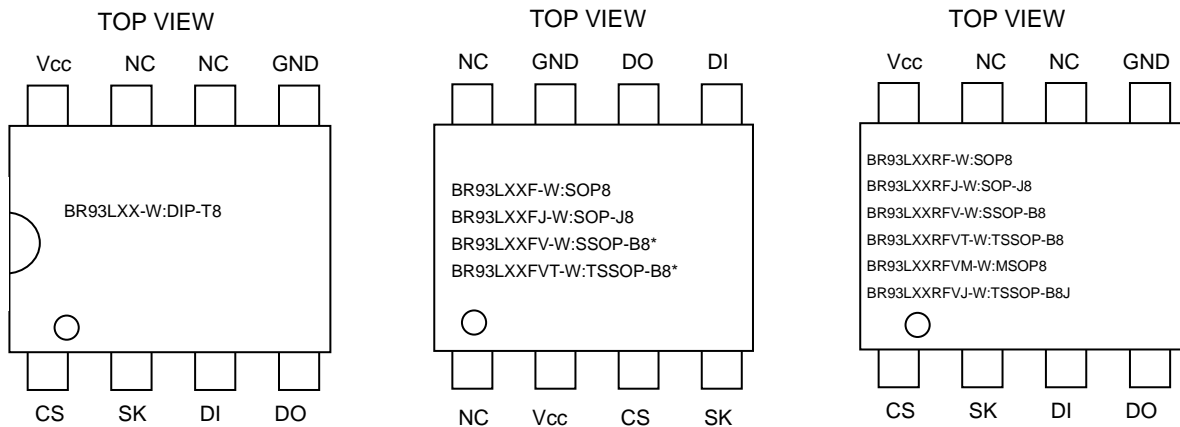 TOP VIEW
Vcc NC NC GND
BR93LXX-W:DIP-T8
CS SK DI DO
TOP VIEW
NC GND DO DI
BR93LXXF-W:SOP8
BR93LXXFJ-W:SOP-J8
BR93LXXFV-W:SSOP-B8*
BR93LXXFVT-W:TSSOP-B8*
NC Vcc CS SK
TOP VIEW
Vcc NC NC GND
BR93LXXRF-W:SOP8
BR93LXXRFJ-W:SOP-J8
BR93LXXRFV-W:SSOP-B8
BR93LXXRFVT-W:TSSOP-B8
BR93LXXRFVM-W:MSOP8
BR93LXXRFVJ-W:TSSOP-B8J
CS SK DI DO